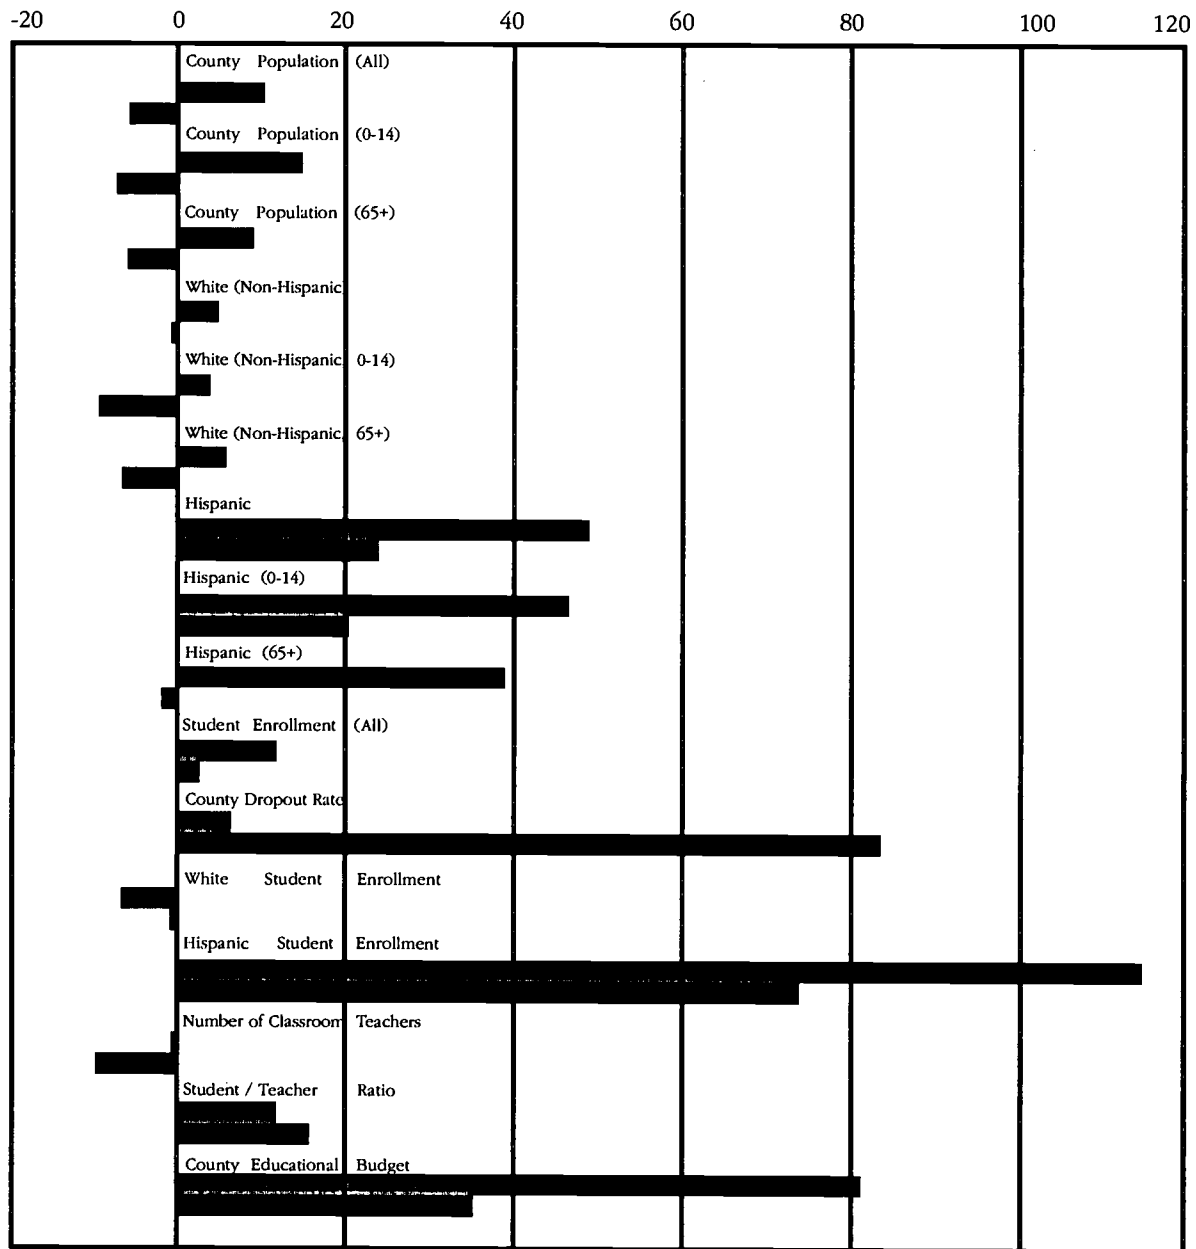 -20 0 20 40 60 80 100 120
County Population (All)
County Population (0-14)
County Population (65+)
White (Non-Hispanic
White (Non-Hispanic, 0-14)
White (Non-Hispanic, 65+)
Hispanic
Hispanic (0-14)
Hispanic (65+)
Student Enrollment (All)
County Dropout Rate
White Student Enrollment
Hispanic Student Enrollment
Number of Classroom Teachers
Student / Teacher Ratio
County Educational Budget